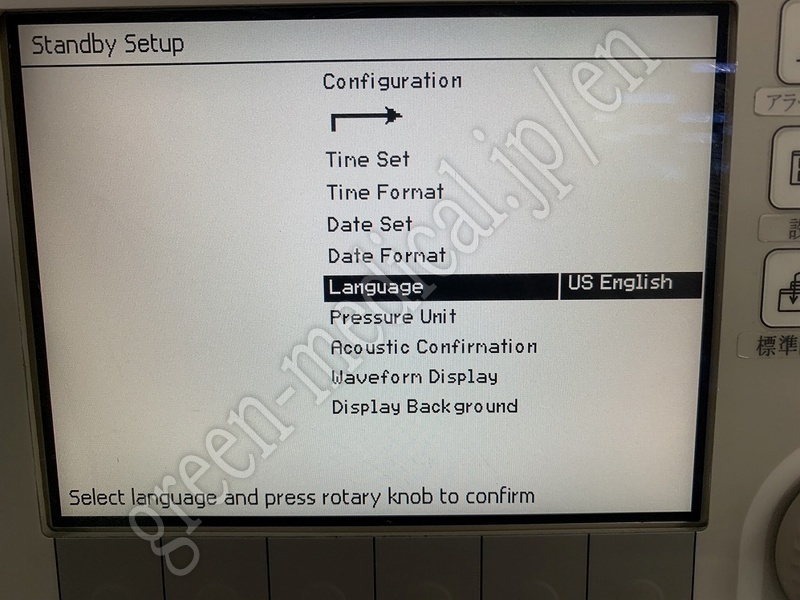 Standby Setup
Configuration
Time Set
Time Format
Date Set
Date Format
Language US English
Pressure Unit
Acoustic Confirmation
Waveform Display
Display Background
Select language and press rotary knob to confirm
green-medical.jp/en
アラ
設
標準